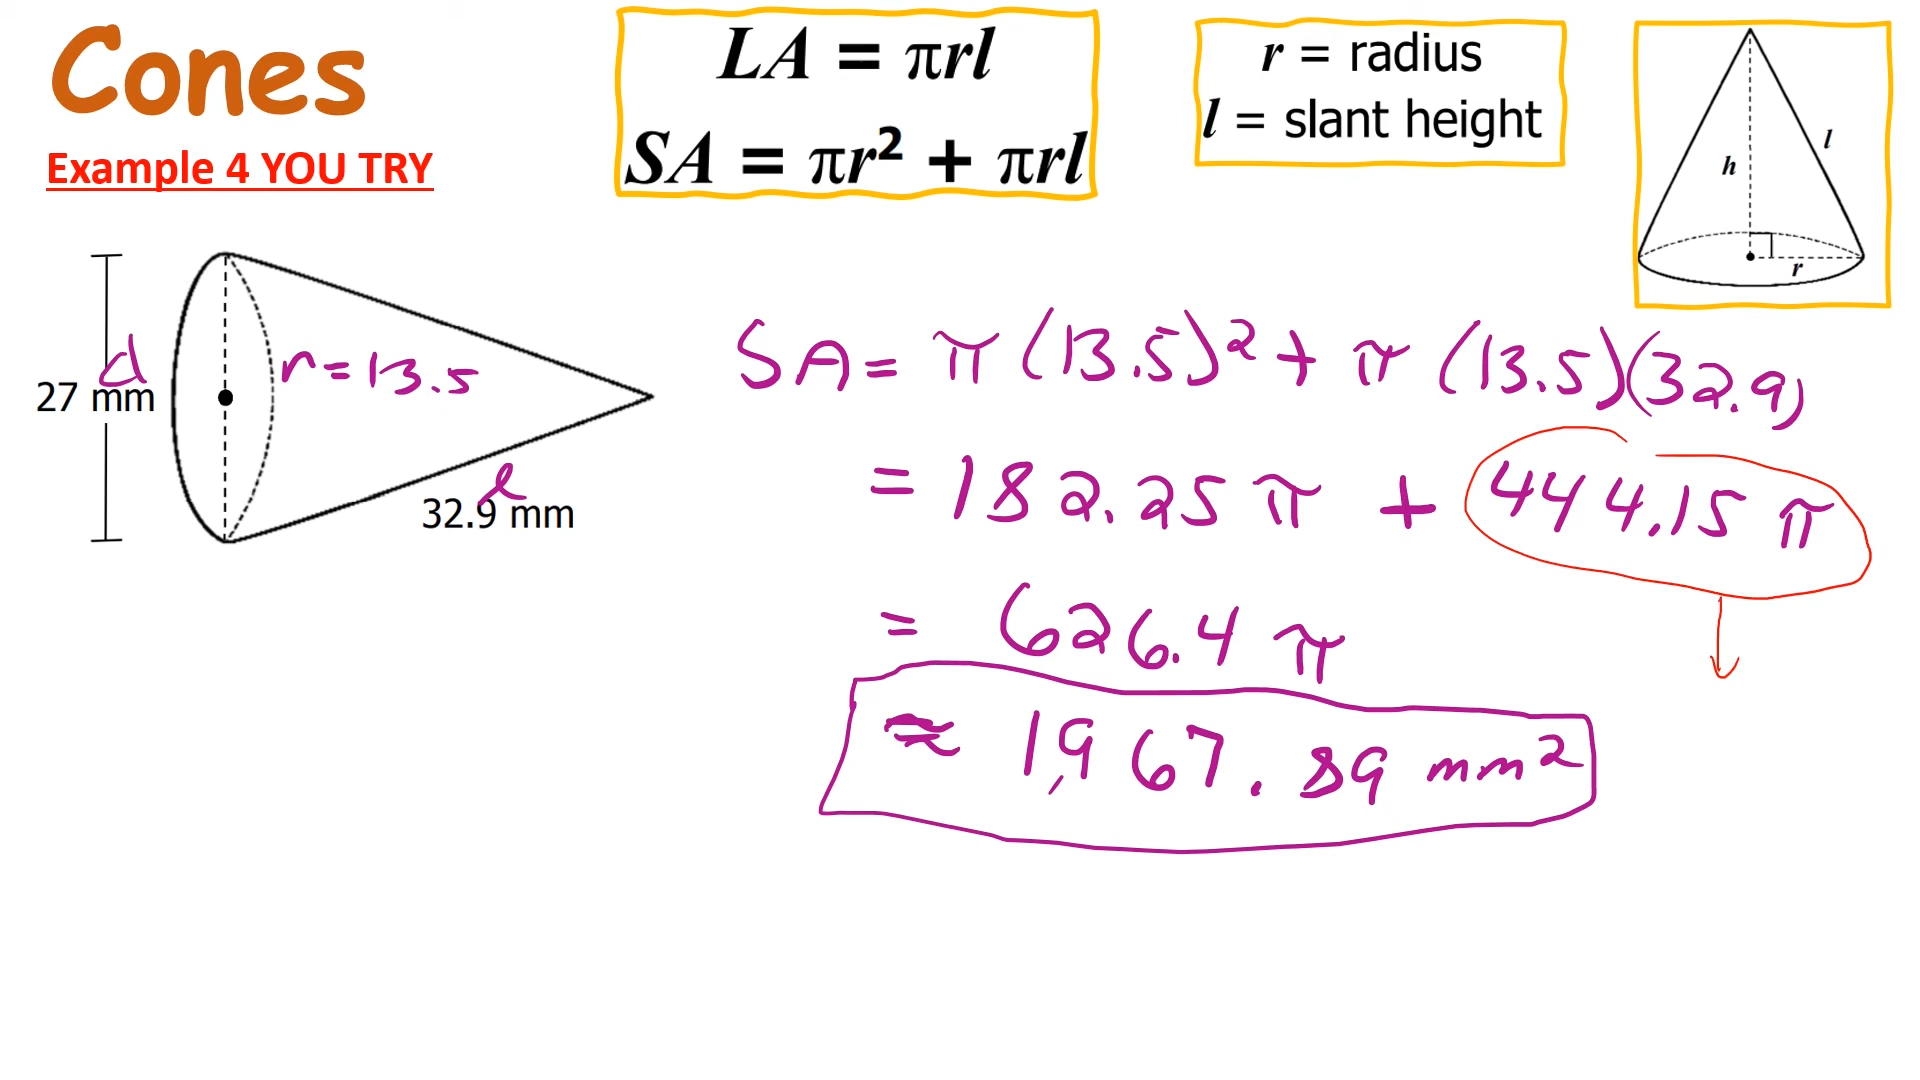 Cones
Example 4 YOU TRY
LA = πrl
SA = πr² + πrl
r = radius
l = slant height
h
l
r
d
27 mm
r = 13.5
l
32.9 mm
SA = π(13.5)² + π(13.5)(32.9)
= 182.25π + 444.15π
= 626.4π
≈ 1,967.89 mm²